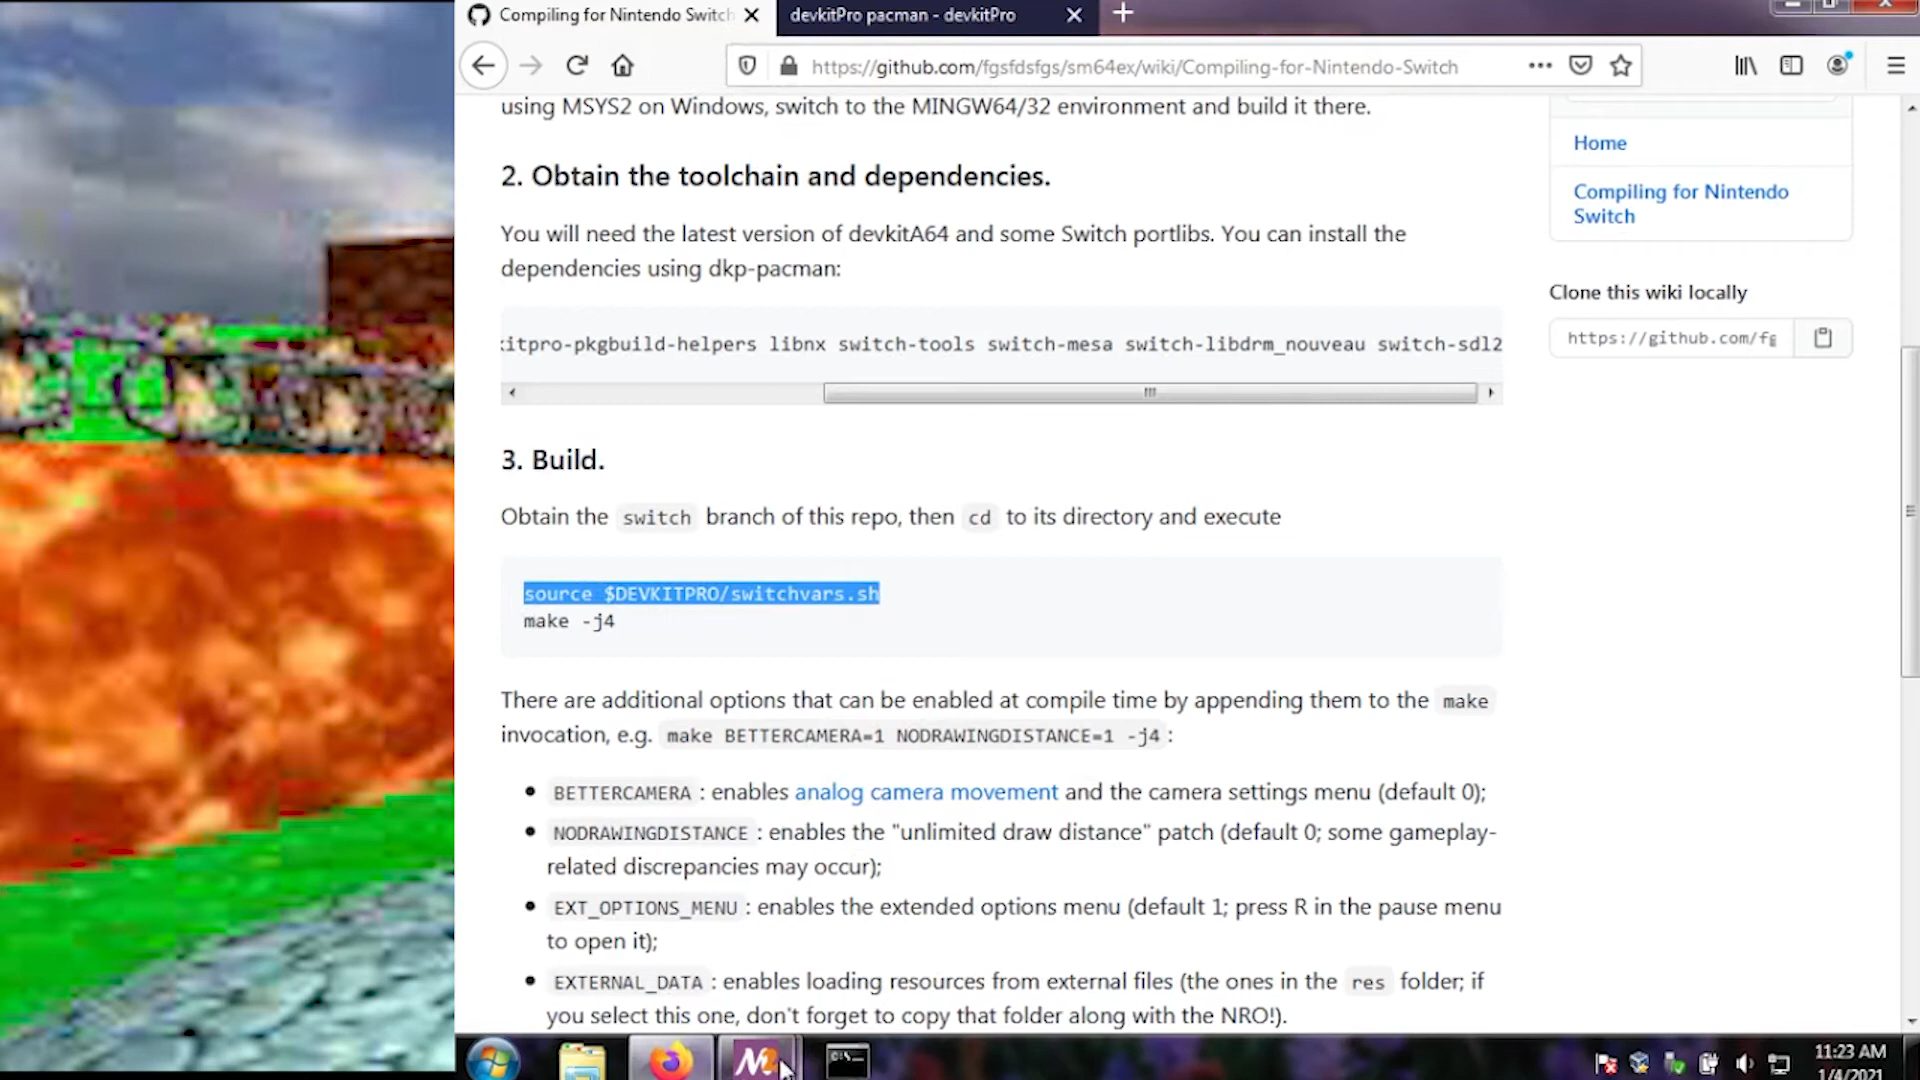 Compiling for Nintendo Switch
devkitPro pacman - devkitPro
https://github.com/fgsfdsfgs/sm64ex/wiki/Compiling-for-Nintendo-Switch
using MSYS2 on Windows, switch to the MINGW64/32 environment and build it there.
2. Obtain the toolchain and dependencies.
You will need the latest version of devkitA64 and some Switch portlibs. You can install the
dependencies using dkp-pacman:
itpro-pkgbuild-helpers libnx switch-tools switch-mesa switch-libdrm_nouveau switch-sdl2
3. Build.
Obtain the switch branch of this repo, then cd to its directory and execute
source $DEVKITPRO/switchvars.sh
make -j4
There are additional options that can be enabled at compile time by appending them to the make
invocation, e.g. make BETTERCAMERA=1 NODRAWINGDISTANCE=1 -j4 :
BETTERCAMERA : enables analog camera movement and the camera settings menu (default 0);
NODRAWINGDISTANCE : enables the "unlimited draw distance" patch (default 0; some gameplay-
related discrepancies may occur);
EXT_OPTIONS_MENU : enables the extended options menu (default 1; press R in the pause menu
to open it);
EXTERNAL_DATA : enables loading resources from external files (the ones in the res folder; if
you select this one, don't forget to copy that folder along with the NRO!).
Home
Compiling for Nintendo
Switch
Clone this wiki locally
https://github.com/fg
11:23 AM
1/4/2021